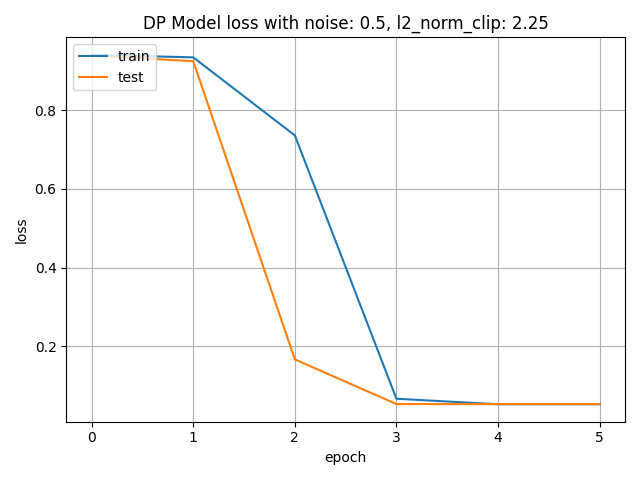 DP Model loss with noise: 0.5, l2_norm_clip: 2.25
train
test
0.8
0.6
0.4
0.2
loss
0 1 2 3 4 5
epoch